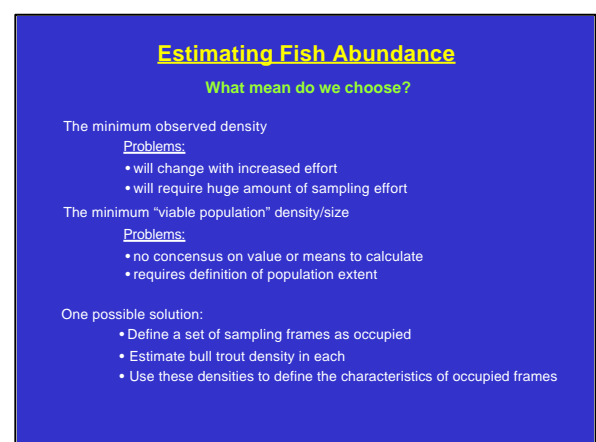 Estimating Fish Abundance
What mean do we choose?
The minimum observed density
Problems:
• will change with increased effort
• will require huge amount of sampling effort
The minimum “viable population” density/size
Problems:
• no concensus on value or means to calculate
• requires definition of population extent
One possible solution:
• Define a set of sampling frames as occupied
• Estimate bull trout density in each
• Use these densities to define the characteristics of occupied frames